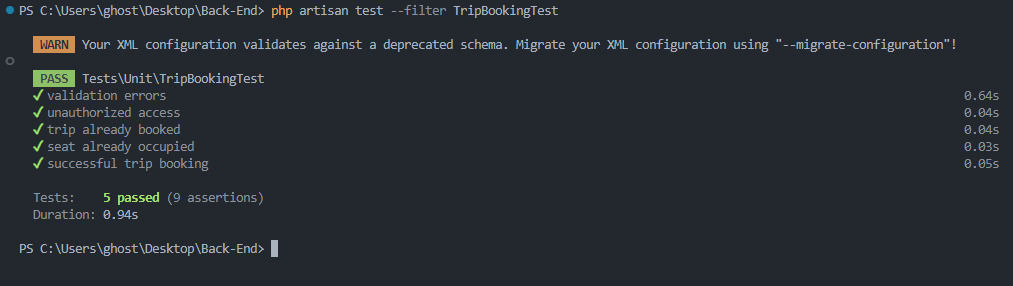 PS C:\Users\ghost\Desktop\Back-End> php artisan test --filter TripBookingTest
WARN Your XML configuration validates against a deprecated schema. Migrate your XML configuration using "--migrate-configuration"!
PASS Tests\Unit\TripBookingTest
✓ validation errors 0.64s
✓ unauthorized access 0.04s
✓ trip already booked 0.04s
✓ seat already occupied 0.03s
✓ successful trip booking 0.05s
Tests: 5 passed (9 assertions)
Duration: 0.94s
PS C:\Users\ghost\Desktop\Back-End>